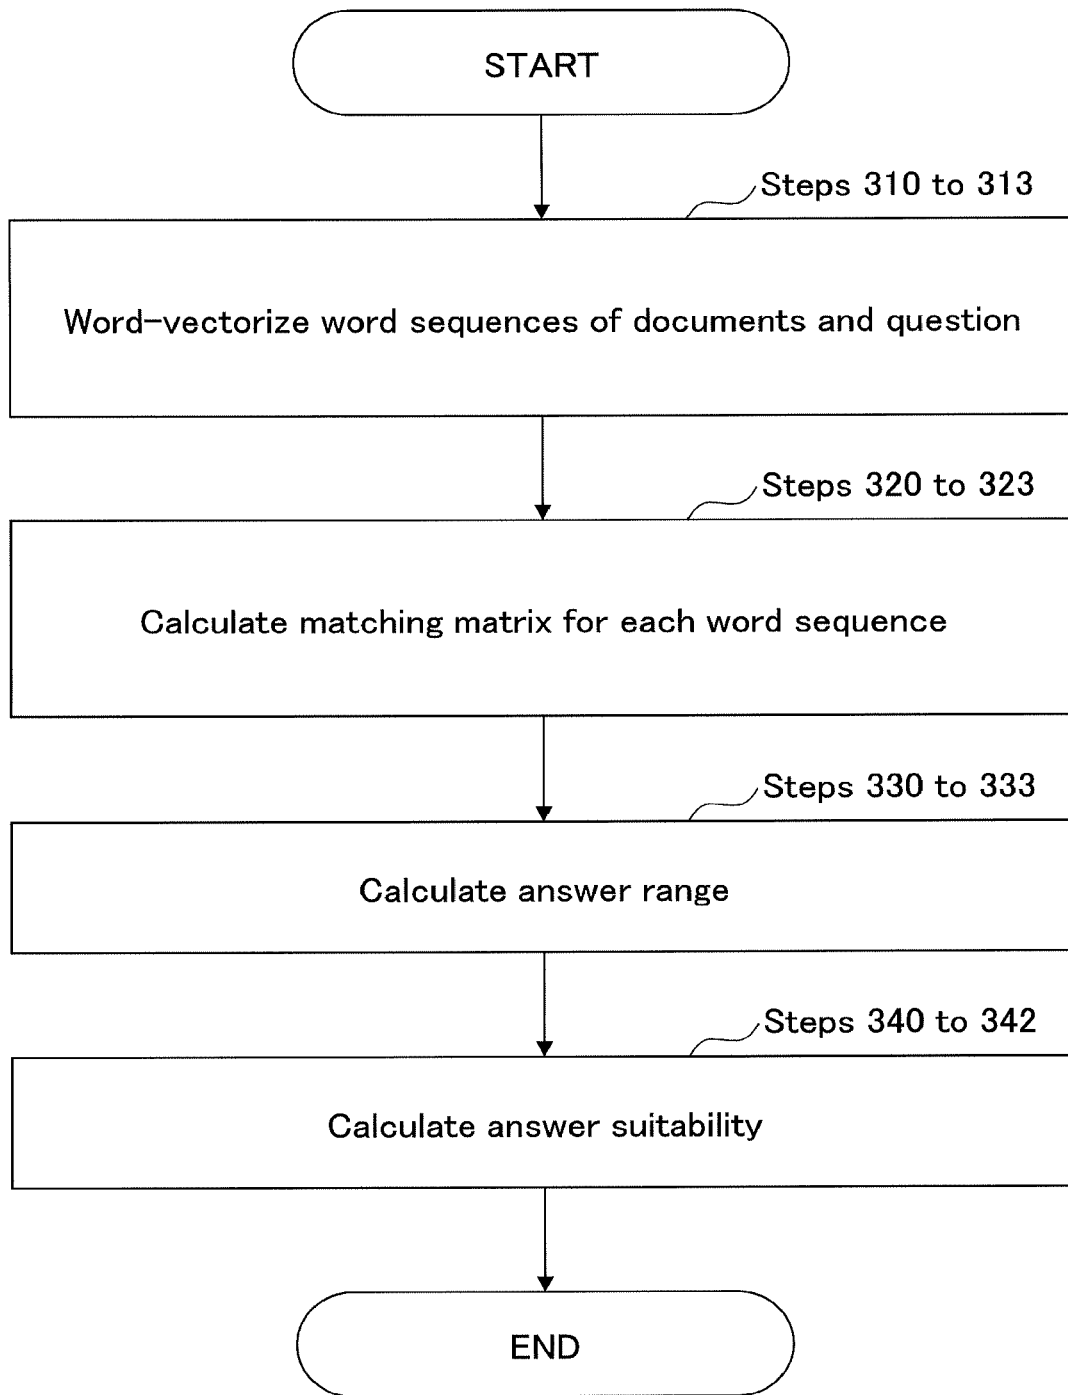 START
Steps 310 to 313
Word-vectorize word sequences of documents and question
Steps 320 to 323
Calculate matching matrix for each word sequence
Steps 330 to 333
Calculate answer range
Steps 340 to 342
Calculate answer suitability
END